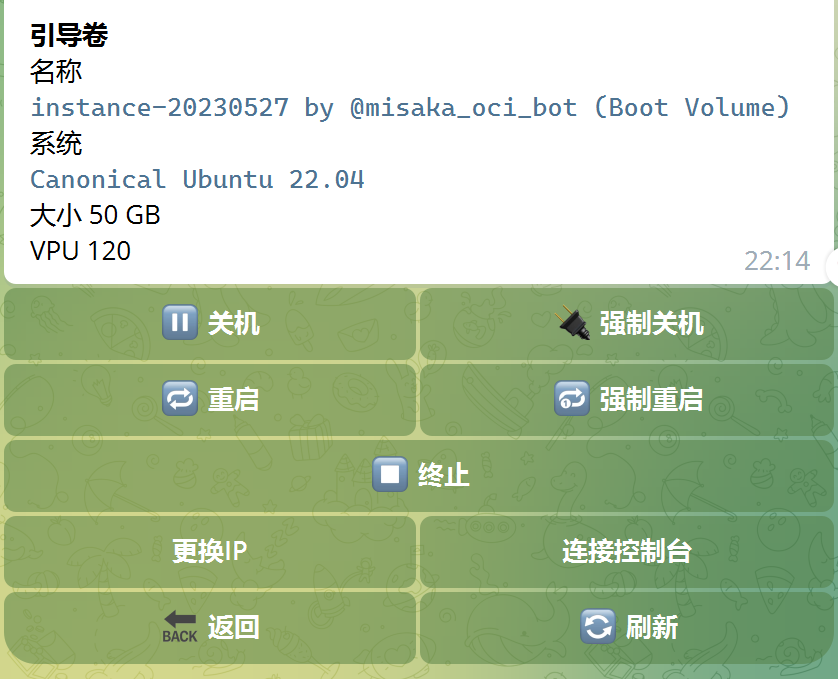 引导卷
名称
instance-20230527 by @misaka_oci_bot (Boot Volume)
系统
Canonical Ubuntu 22.04
大小 50 GB
VPU 120
22:14
关机
强制关机
重启
强制重启
终止
更换IP
连接控制台
BACK 返回
刷新